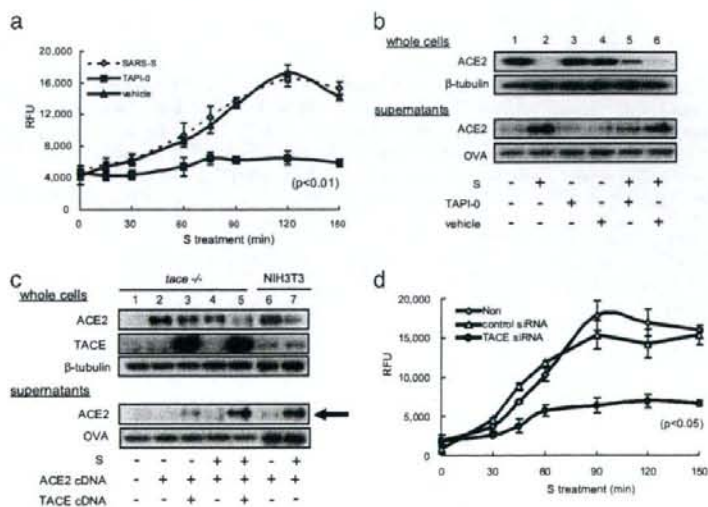 a
20,000
16,000
12,000
8,000
4,000
0
RFU
SARS-S
TAPI-0
vehicle
(p<0.01)
0 30 60 90 120 150
S treatment (min)
b
whole cells 1 2 3 4 5 6
ACE2
β-tubulin
supernatants
ACE2
OVA
S - + - - + +
TAPI-0 - - + - + -
vehicle - - - + - +
c
tace -/- NIH3T3
whole cells 1 2 3 4 5 6 7
ACE2
TACE
β-tubulin
supernatants
ACE2
OVA
S - - - + + - +
ACE2 cDNA - + + + + + +
TACE cDNA - - + - + - -
d
20,000
15,000
10,000
5,000
0
RFU
Non
control siRNA
TACE siRNA
(p<0.05)
0 30 60 90 120 150
S treatment (min)